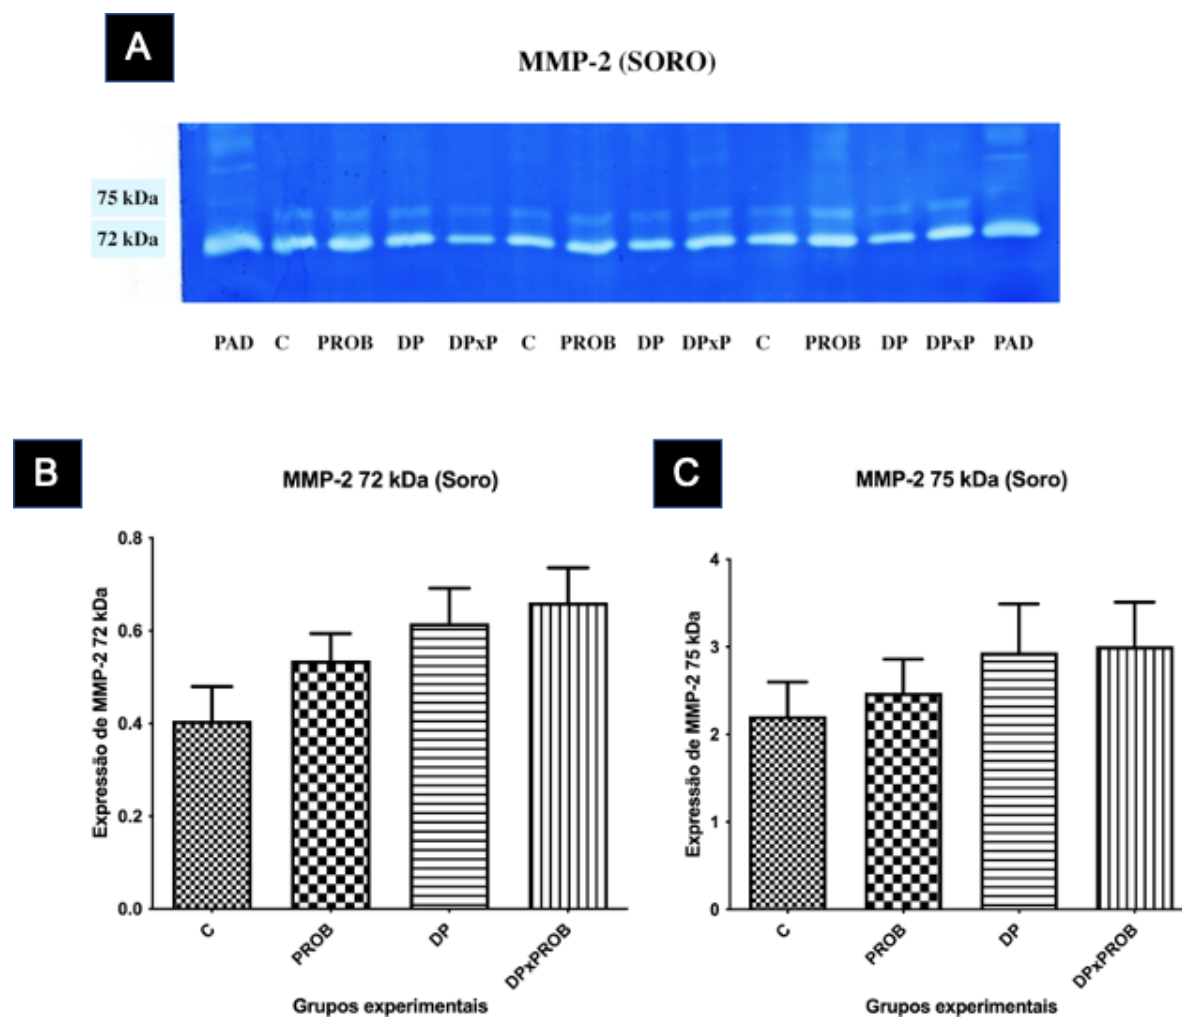 A
MMP-2 (SORO)
75 kDa
72 kDa
PAD C PROB DP DPxP C PROB DP DPxP C PROB DP DPxP PAD
B
MMP-2 72 kDa (Soro)
Expressão de MMP-2 72 kDa
0.8
0.6
0.4
0.2
0.0
C
PROB
DP
DPxPROB
Grupos experimentais
C
MMP-2 75 kDa (Soro)
Expressão de MMP-2 75 kDa
4
3
2
1
0
C
PROB
DP
DPxPROB
Grupos experimentais